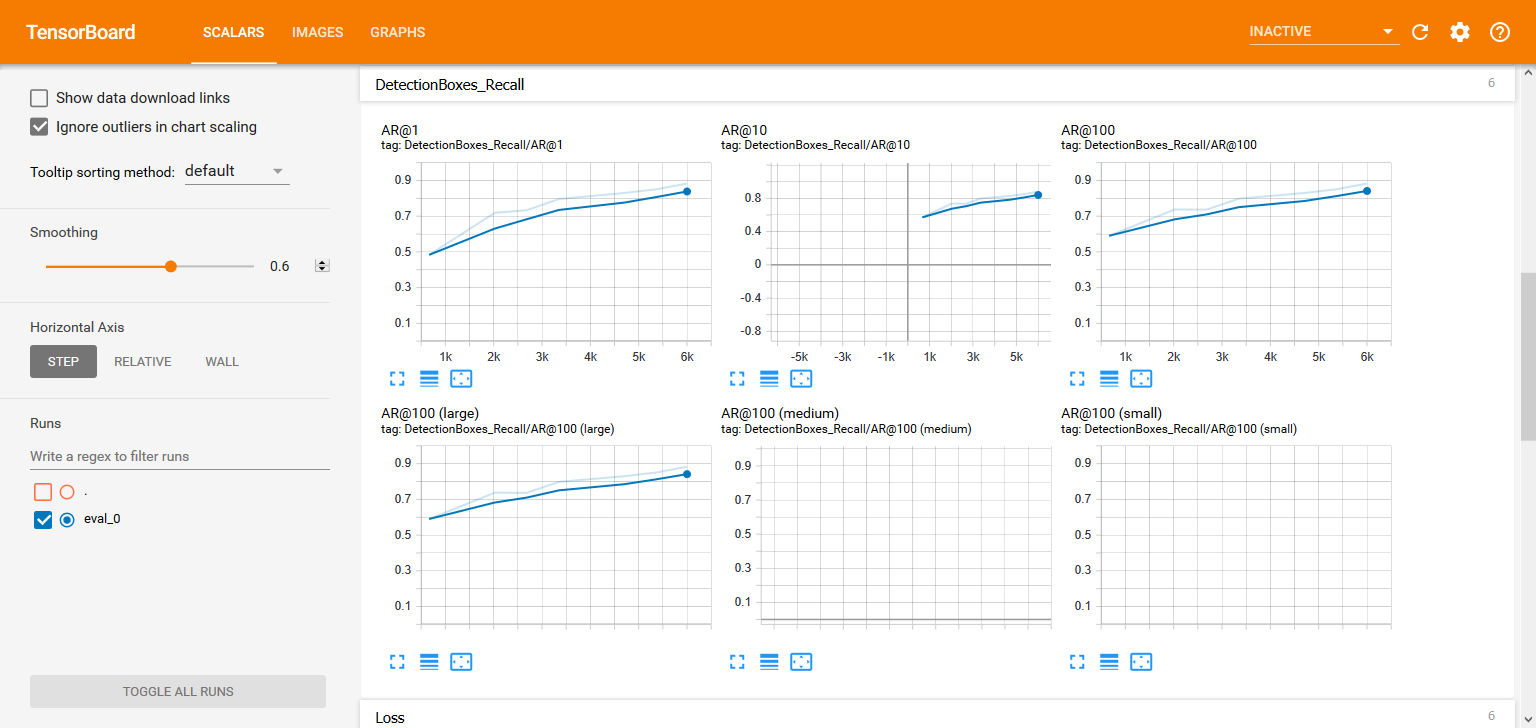 TensorBoard SCALARS IMAGES GRAPHS INACTIVE
Show data download links
Ignore outliers in chart scaling
Tooltip sorting method: default
Smoothing
0.6
Horizontal Axis
STEP RELATIVE WALL
Runs
Write a regex to filter runs
.
eval_0
TOGGLE ALL RUNS
DetectionBoxes_Recall 6
AR@1
tag: DetectionBoxes_Recall/AR@1
0.9
0.7
0.5
0.3
0.1
1k 2k 3k 4k 5k 6k
AR@10
tag: DetectionBoxes_Recall/AR@10
0.8
0.4
0
-0.4
-0.8
-5k -3k -1k 1k 3k 5k
AR@100
tag: DetectionBoxes_Recall/AR@100
0.9
0.7
0.5
0.3
0.1
1k 2k 3k 4k 5k 6k
AR@100 (large)
tag: DetectionBoxes_Recall/AR@100 (large)
0.9
0.7
0.5
0.3
0.1
AR@100 (medium)
tag: DetectionBoxes_Recall/AR@100 (medium)
0.9
0.7
0.5
0.3
0.1
AR@100 (small)
tag: DetectionBoxes_Recall/AR@100 (small)
0.9
0.7
0.5
0.3
0.1
Loss 6